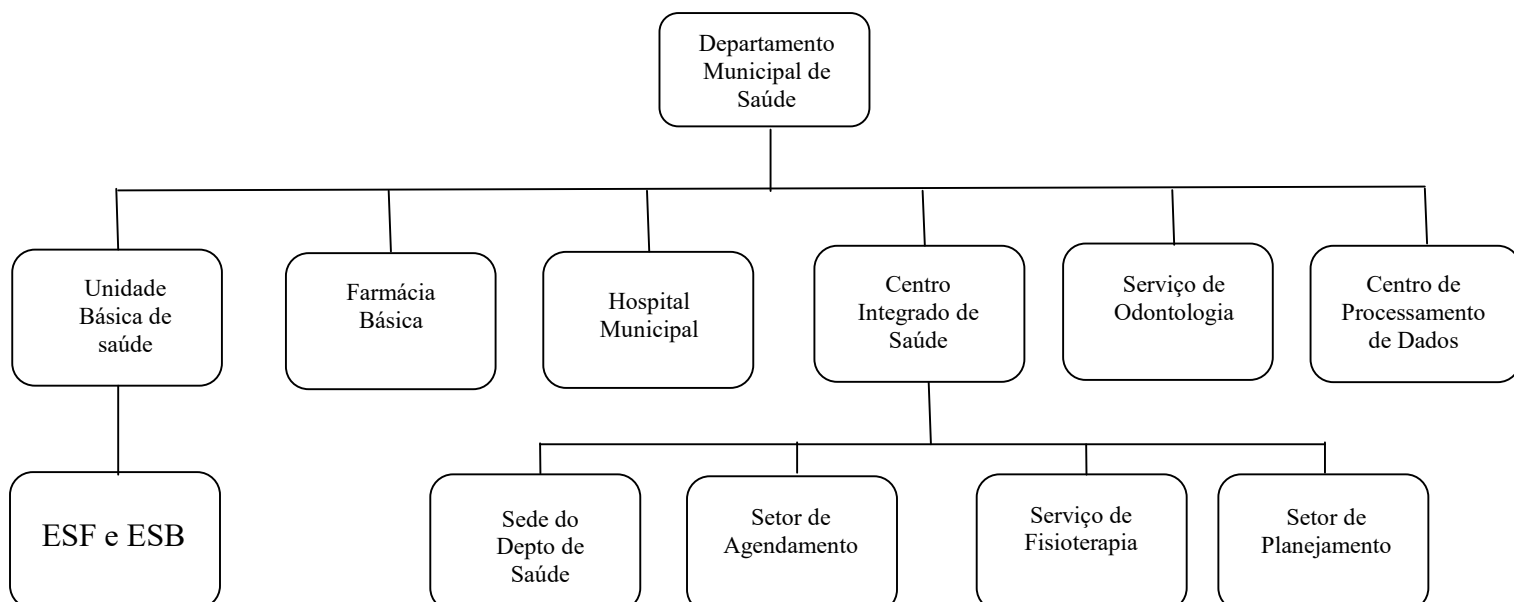 Departamento
Municipal de
Saúde
Unidade
Básica de
saúde
Farmácia
Básica
Hospital
Municipal
Centro
Integrado de
Saúde
Serviço de
Odontologia
Centro de
Processamento
de Dados
ESF e ESB
Sede do
Depto de
Saúde
Setor de
Agendamento
Serviço de
Fisioterapia
Setor de
Planejamento